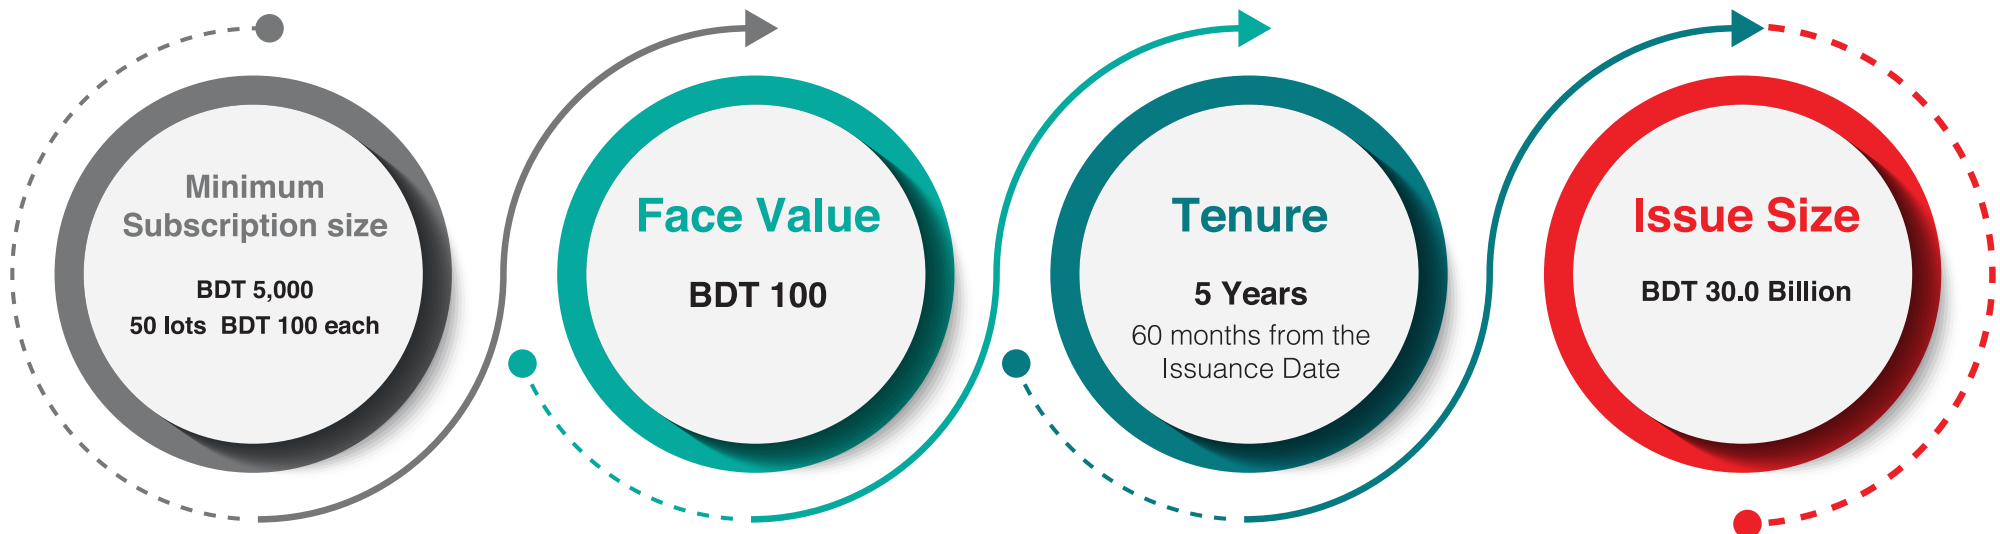 Minimum
Subscription size
BDT 5,000
50 lots BDT 100 each
Face Value
BDT 100
Tenure
5 Years
60 months from the
Issuance Date
Issue Size
BDT 30.0 Billion